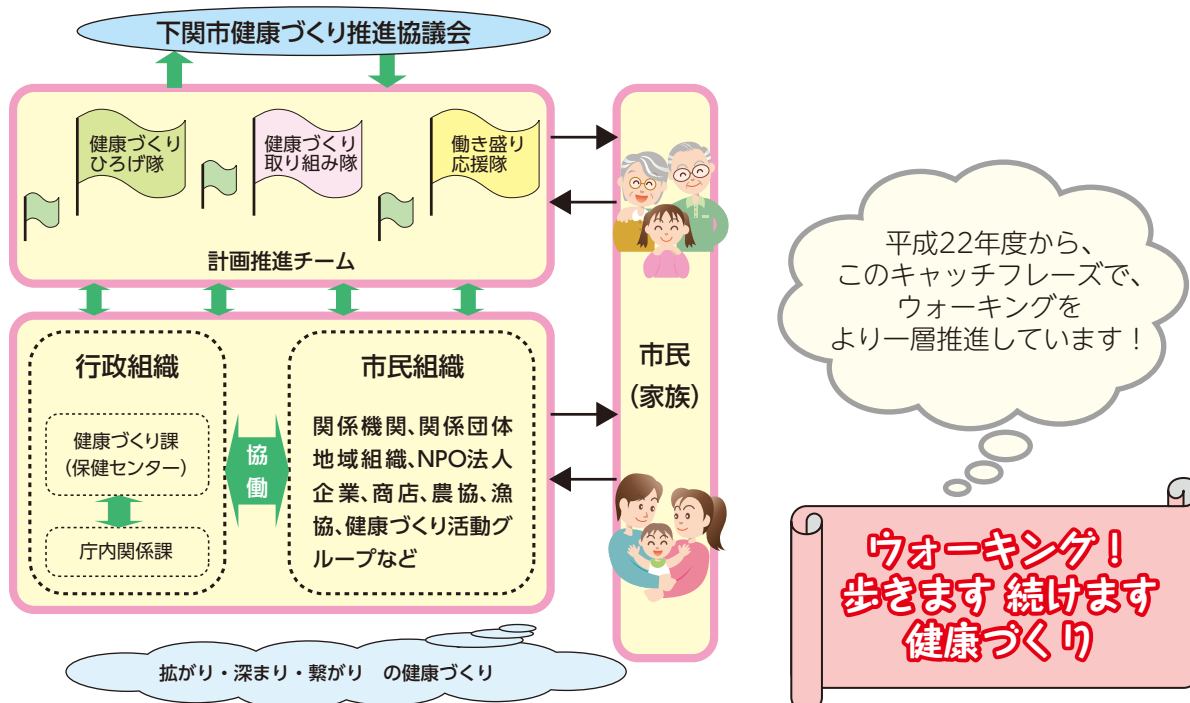 下関市健康づくり推進協議会
健康づくり
ひろげ隊
健康づくり
取り組み隊
働き盛り
応援隊
計画推進チーム
行政組織
健康づくり課
(保健センター)
庁内関係課
協
働
市民組織
関係機関、関係団体
地域組織、NPO法人
企業、商店、農協、漁
協、健康づくり活動グ
ループなど
市民
(家族)
拡がり・深まり・繋がり　の健康づくり
平成22年度から、
このキャッチフレーズで、
ウォーキングを
より一層推進しています！
ウォーキング！
歩きます 続けます
健康づくり